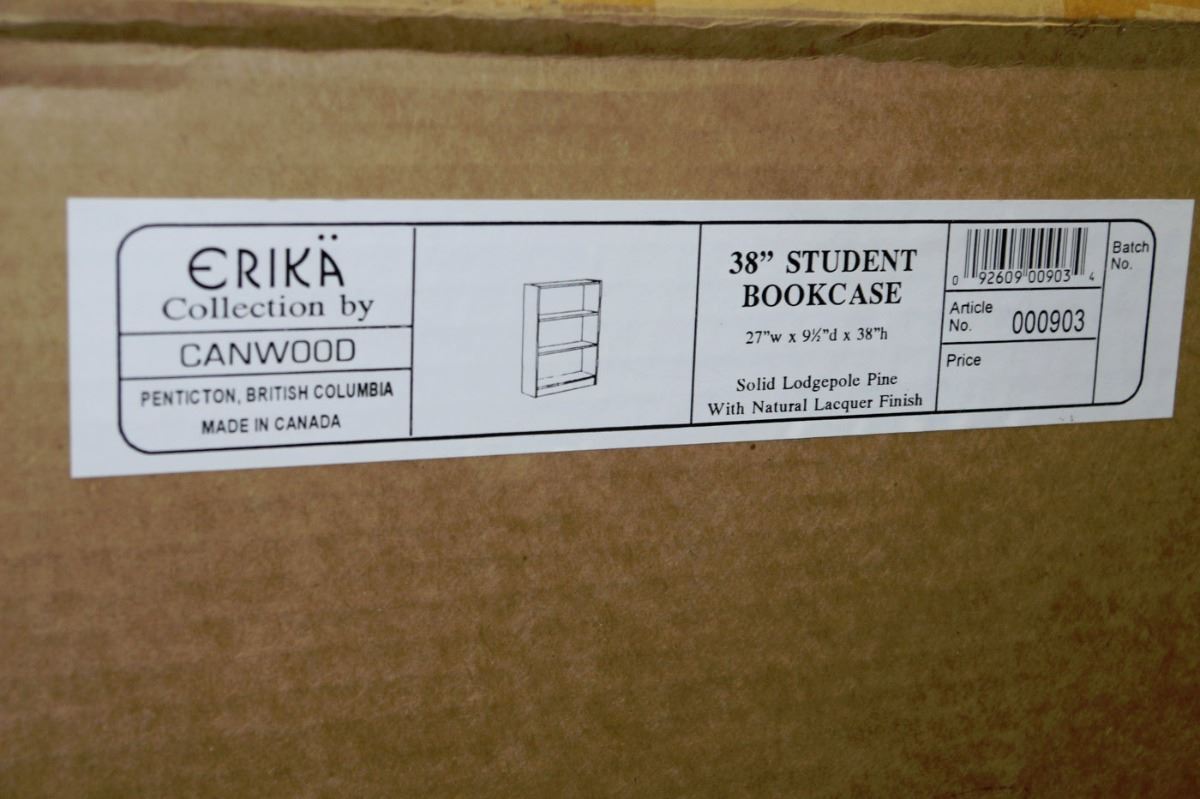 ERIKÄ
Collection by
CANWOOD
PENTICTON, BRITISH COLUMBIA
MADE IN CANADA
38” STUDENT
BOOKCASE
27”w x 9½”d x 38”h
Solid Lodgepole Pine
With Natural Lacquer Finish
0 92609 00903 4
Article
No. 000903
Price
Batch
No.